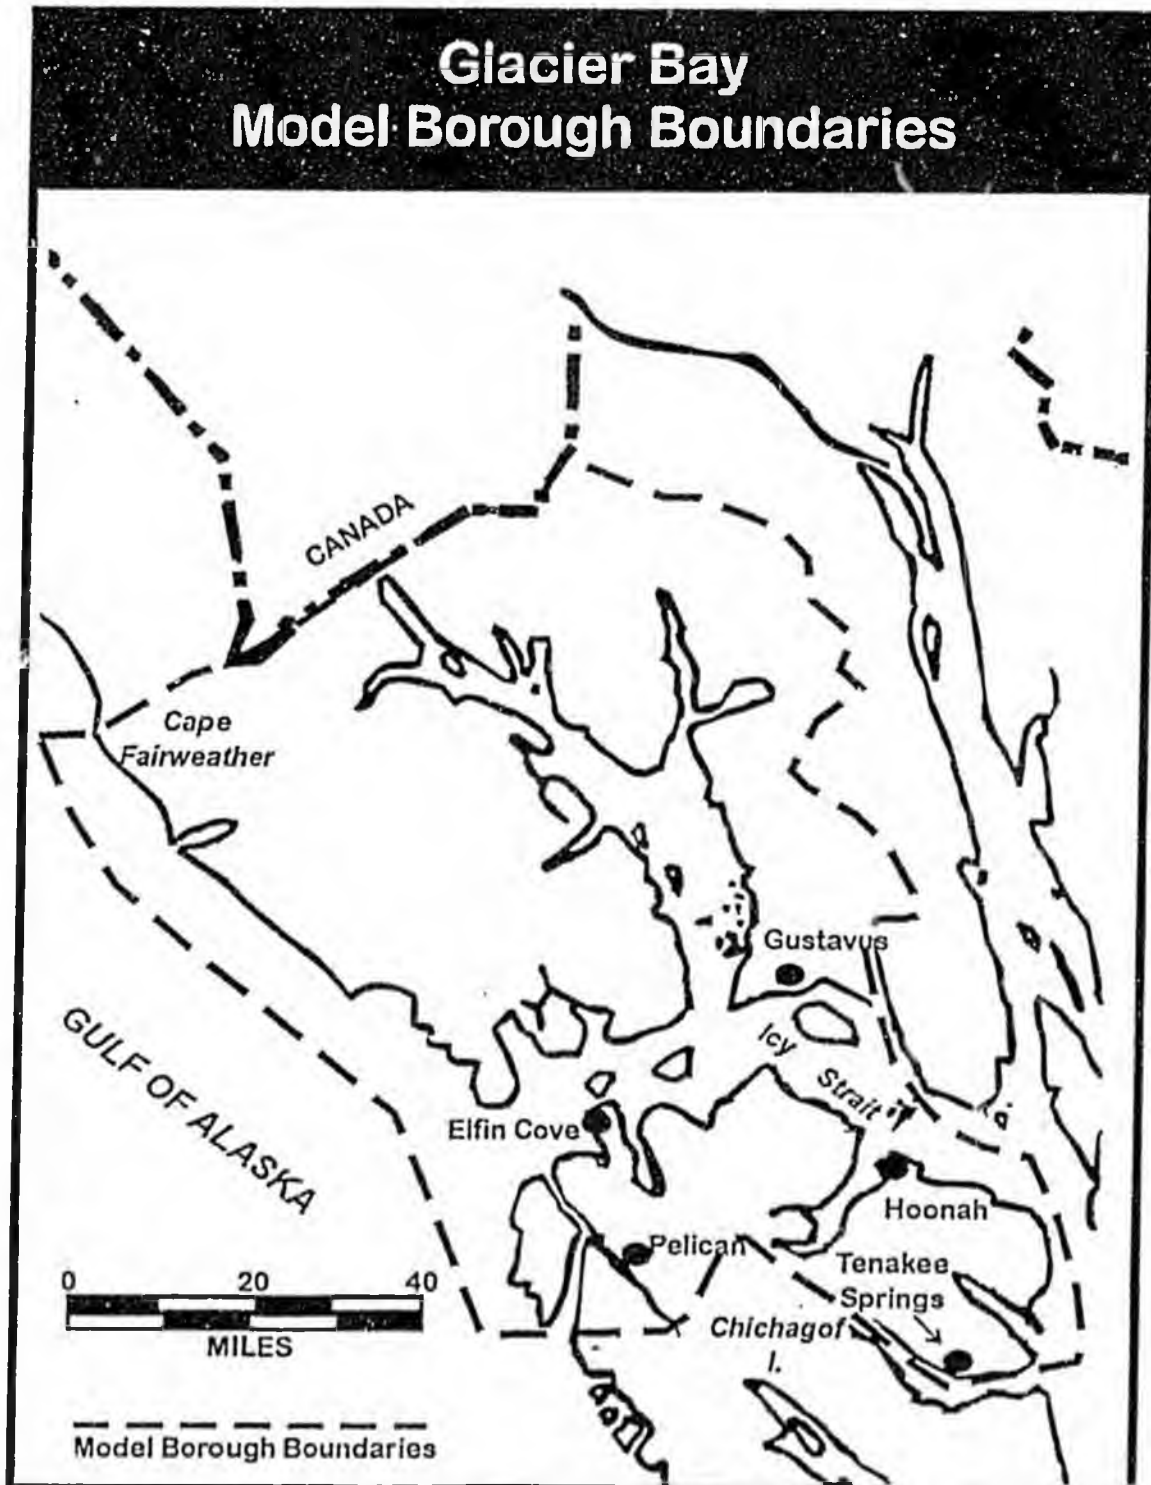 Glacier Bay
Model Borough Boundaries
CANADA
Cape
Fairweather
Gustavus
Icy
Strait
GULF OF ALASKA
Elfin Cove
Hoonah
Pelican
Tenakee
Springs
Chichagof
I.
0 20 40
MILES
Model Borough Boundaries